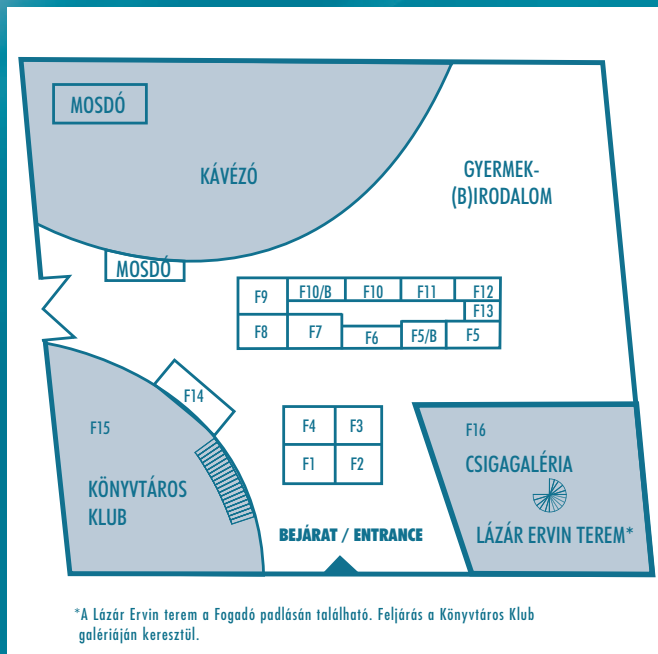 MOSDÓ
KÁVÉZÓ
GYERMEK-
(B)IRODALOM
MOSDÓ
F9
F10/B
F10
F11
F12
F13
F8
F7
F6
F5/B
F5
F14
F4
F3
F1
F2
F15
KÖNYVTÁROS
KLUB
F16
CSIGAGALÉRIA
LÁZÁR ERVIN TEREM*
BEJÁRAT / ENTRANCE
*A Lázár Ervin terem a Fogadó padlásán található. Feljárás a Könyvtáros Klub
galériáján keresztül.